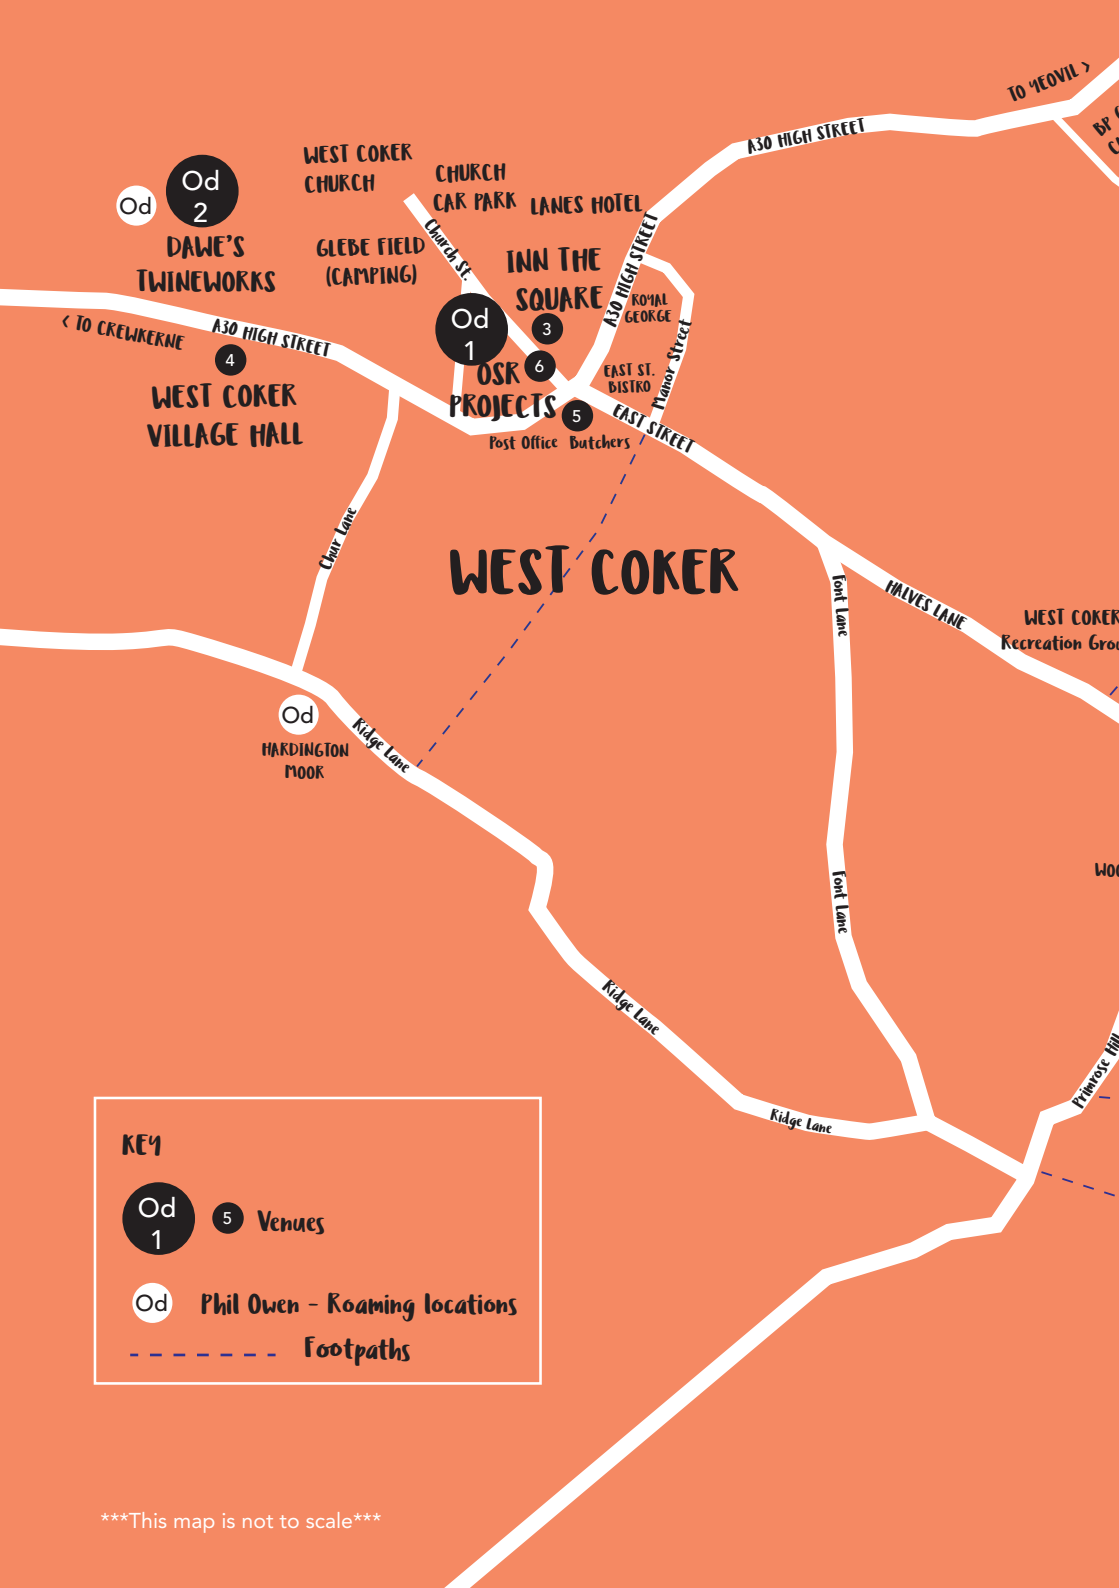 TO YEOVIL >
BP
A30 HIGH STREET
WEST COKER
CHURCH
CHURCH
CAR PARK
LANES HOTEL
Od
Od
2
DAWE'S
TWINEWORKS
GLEBE FIELD
(CAMPING)
Church St.
INN THE
SQUARE
3
A30 HIGH STREET
ROYAL
GEORGE
Manor Street
< TO CREWKERNE
A30 HIGH STREET
4
WEST COKER
VILLAGE HALL
Od
1
OSR
PROJECTS
6
5
EAST ST.
BISTRO
EAST STREET
Post Office
Butchers
Chur Lane
WEST COKER
Font Lane
HALVES LANE
WEST COKER
Recreation
Od
HARDINGTON
MOOR
Ridge Lane
Font Lane
Ridge Lane
Primrose Hill
Ridge Lane
KEY
Od
1
5
Venues
Od
Phil Owen - Roaming locations
Footpaths
***This map is not to scale***